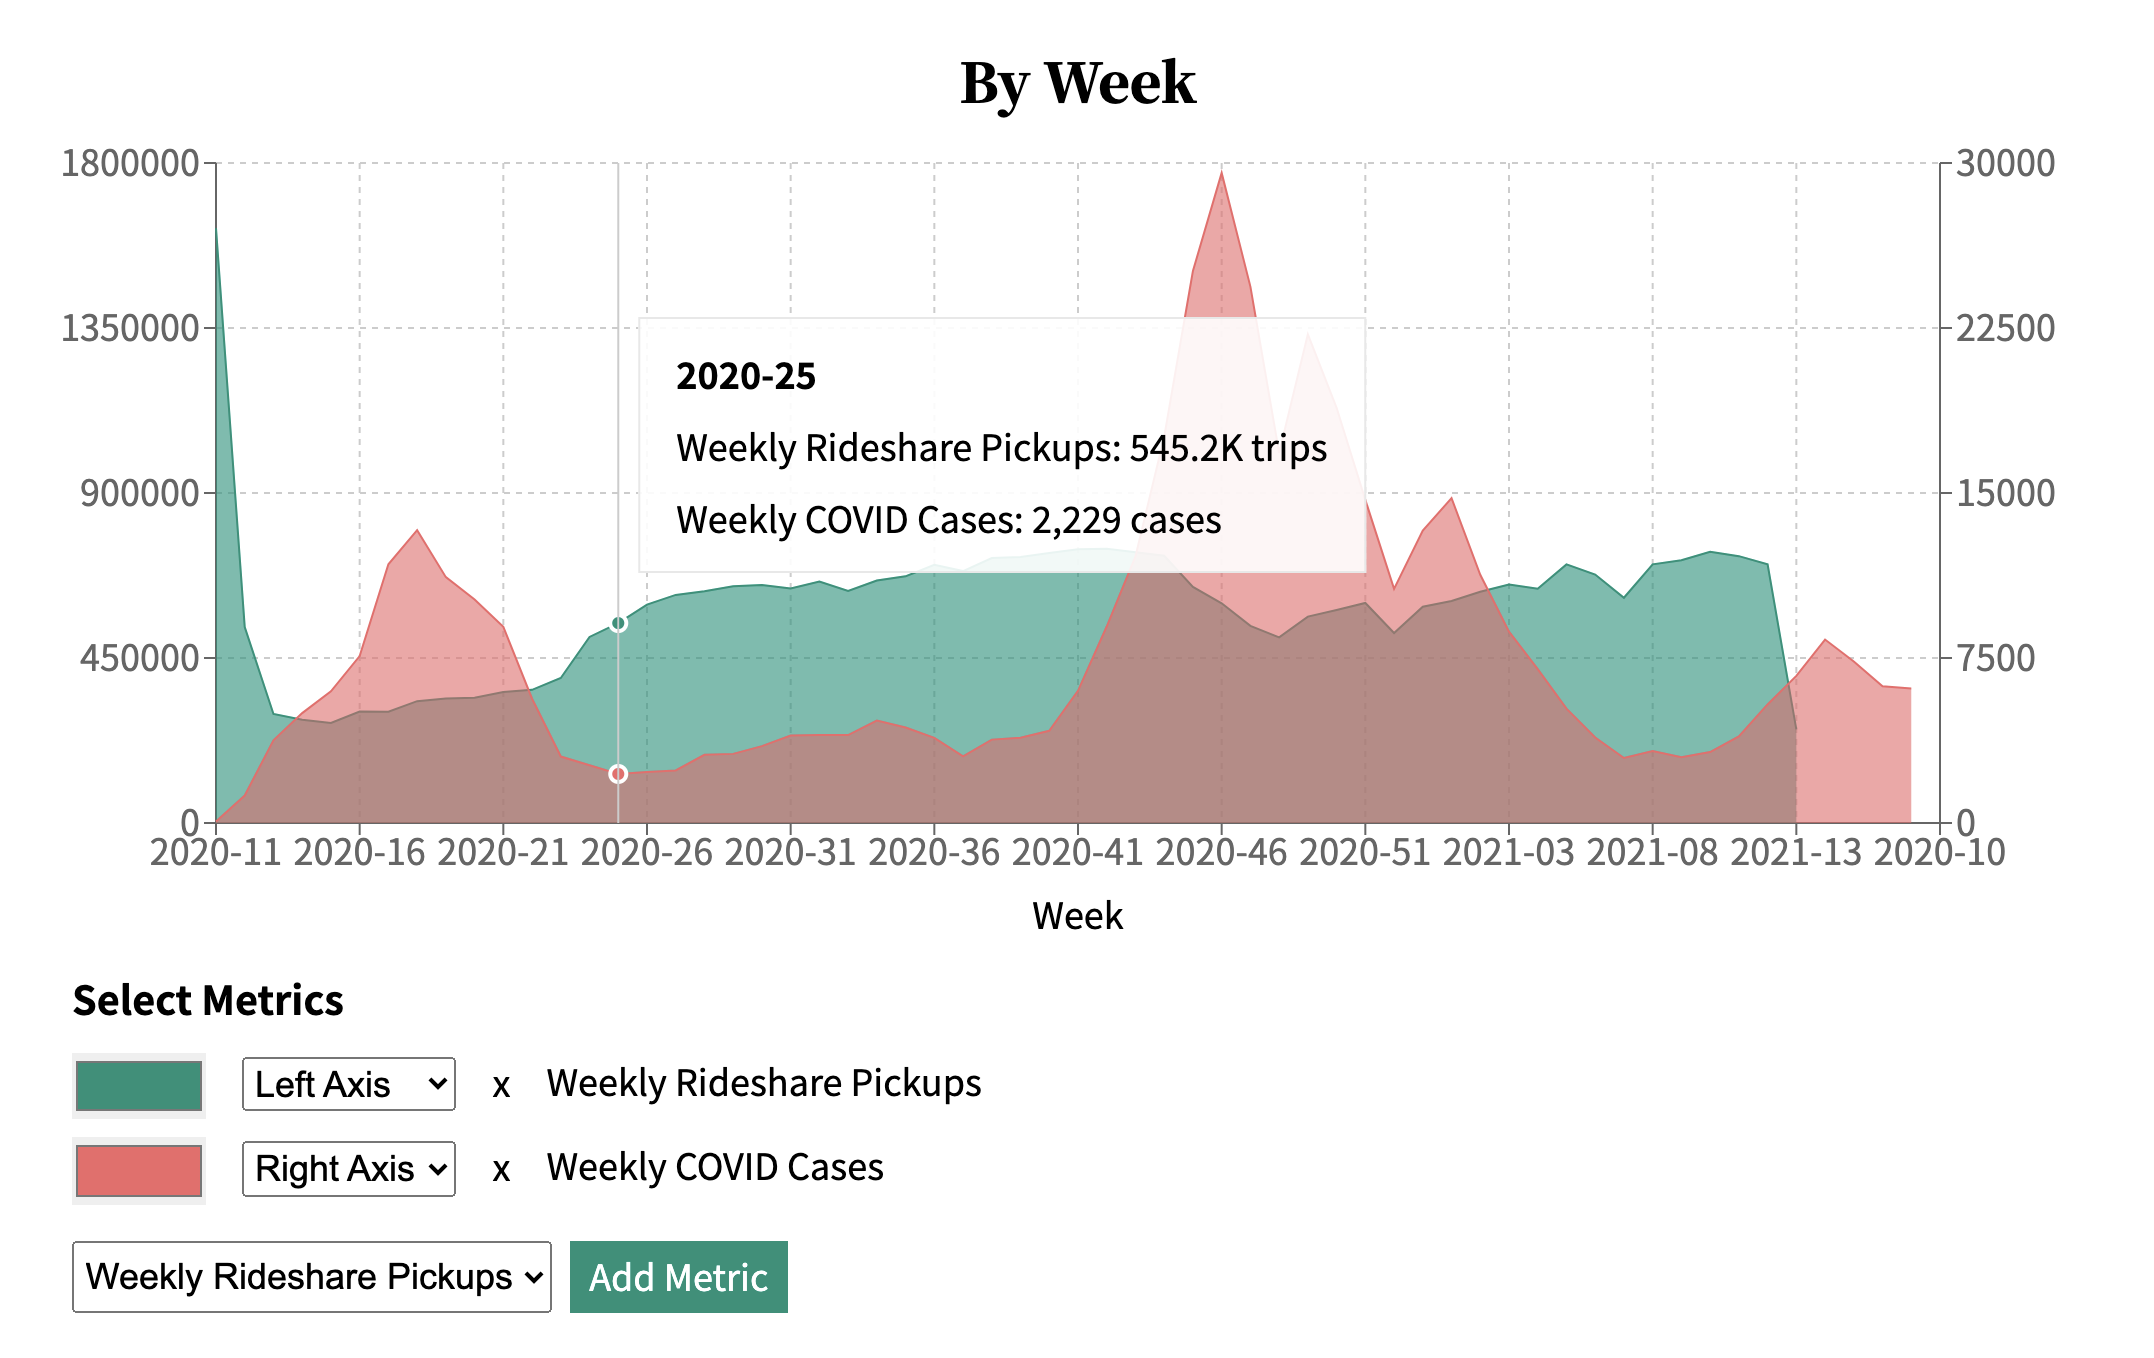 By Week
1800000
1350000
900000
450000
0
30000
22500
15000
7500
0
2020-25
Weekly Rideshare Pickups: 545.2K trips
Weekly COVID Cases: 2,229 cases
2020-11 2020-16 2020-21 2020-26 2020-31 2020-36 2020-41 2020-46 2020-51 2021-03 2021-08 2021-13 2020-10
Week
Select Metrics
Left Axis x Weekly Rideshare Pickups
Right Axis x Weekly COVID Cases
Weekly Rideshare Pickups Add Metric